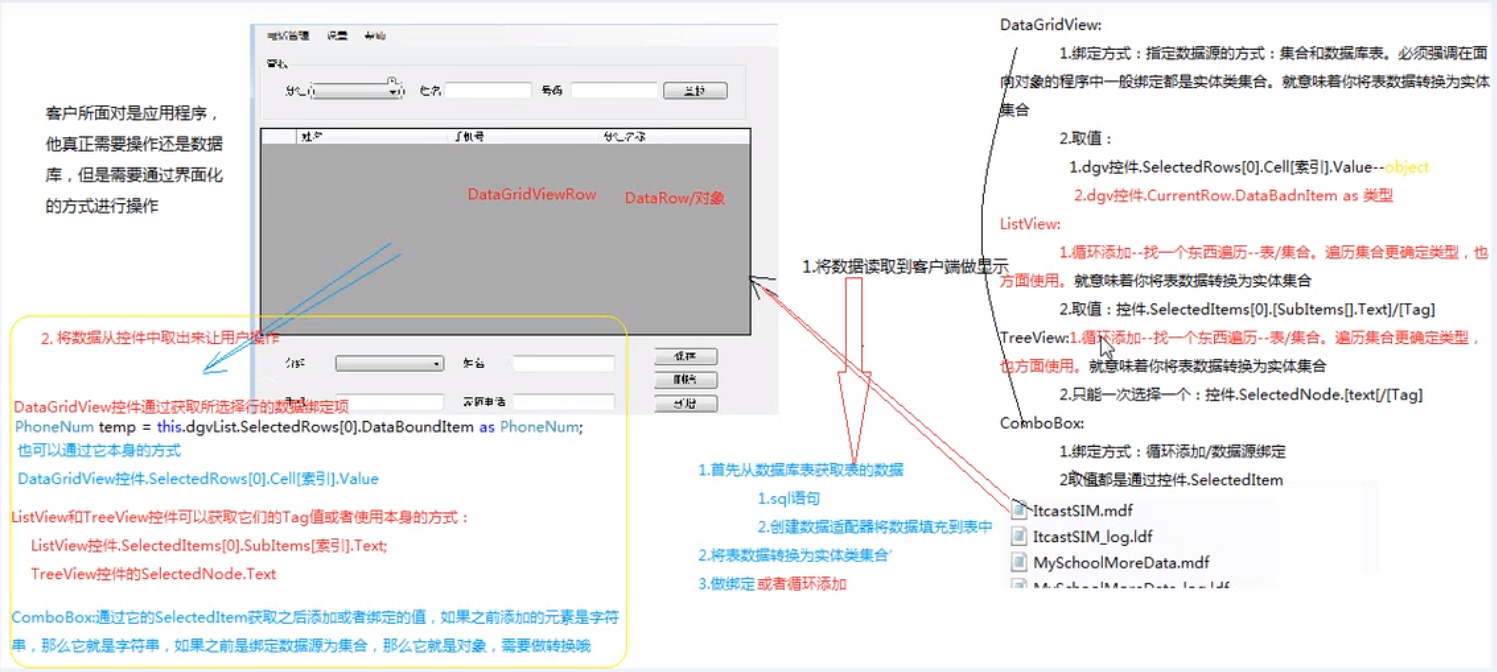 客户所面对是应用程序，
他真正需要操作还是数据
库，但是需要通过界面化
的方式进行操作
设置
帮助
姓名
号码
姓名
手机号
DataGridViewRow
DataRow/对象
2. 将数据从控件中取出来让用户操作
DataGridView控件通过获取所选择行的数据绑定项
PhoneNum temp = this.dgvList.SelectedRows[0].DataBoundItem as PhoneNum;
也可以通过它本身的方式
DataGridView控件.SelectedRows[0].Cell[索引].Value
ListView和TreeView控件可以获取它们的Tag值或者使用本身的方式：
ListView控件.SelectedItems[0].SubItems[索引].Text;
TreeView控件的SelectedNode.Text
ComboBox:通过它的SelectedItem获取之后添加或者绑定的值，如果之前添加的元素是字符
串，那么它就是字符串，如果之前是绑定数据源为集合，那么它就是对象，需要做转换哦
1.将数据读取到客户端做显示
1.首先从数据库表获取表的数据
1.sql语句
2.创建数据适配器将数据填充到表中
2.将表数据转换为实体类集合‘
3.做绑定 或者循环添加
DataGridView:
1.绑定方式：指定数据源的方式：集合和数据库表。必须强调在面
向对象的程序中一般绑定都是实体类集合。就意味着你将表数据转换为实体
集合
2.取值：
1.dgv控件.SelectedRows[0].Cell[索引].Value--object
2.dgv控件.CurrentRow.DataBadnItem as 类型
ListView:
1.循环添加--找一个东西遍历--表/集合。遍历集合更确定类型，也
方面使用。就意味着你将表数据转换为实体集合
2.取值：控件.SelectedItems[0].[SubItems[].Text]/[Tag]
TreeView:1.循环添加--找一个东西遍历--表/集合。遍历集合更确定类型，
也方面使用。就意味着你将表数据转换为实体集合
2.只能一次选择一个：控件.SelectedNode.[text[/[Tag]
ComboBox:
1.绑定方式：循环添加/数据源绑定
2取值都是通过控件.SelectedItem
ItcastSIM.mdf
ItcastSIM_log.ldf
MySchoolMoreData.mdf
MySchoolMoreData_log.ldf